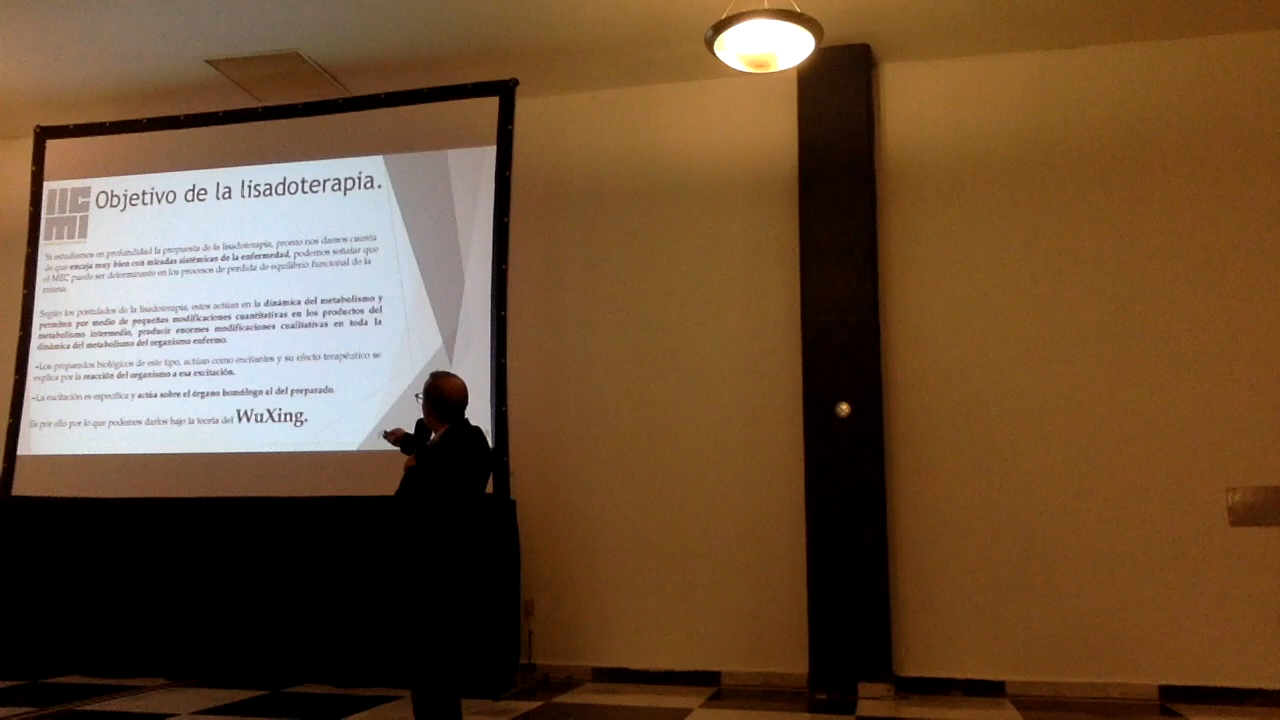 IIC
MI
Objetivo de la lisadoterapia.
Si estudiamos en profundidad la propuesta de la lisadoterapia, pronto nos damos cuenta
de que encaja muy bien con miradas sistémicas de la enfermedad, podemos señalar que
el MEC puede ser determinante en los procesos de perdida de equilibrio funcional de la
misma.
Según los postulados de la lisadoterapia, estos actúan en la dinámica del metabolismo y
permiten por medio de pequeñas modificaciones cuantitativas en los productos del
metabolismo intermedio, producir enormes modificaciones cualitativas en toda la
dinámica del metabolismo del organismo enfermo.
-Los preparados biológicos de este tipo, actúan como excitantes y su efecto terapéutico se
explica por la reacción del organismo a esa excitación.
-La excitación es específica y actúa sobre el órgano homólogo al del preparado.
Es por ello por lo que podemos darlos bajo la teoría del WuXing.